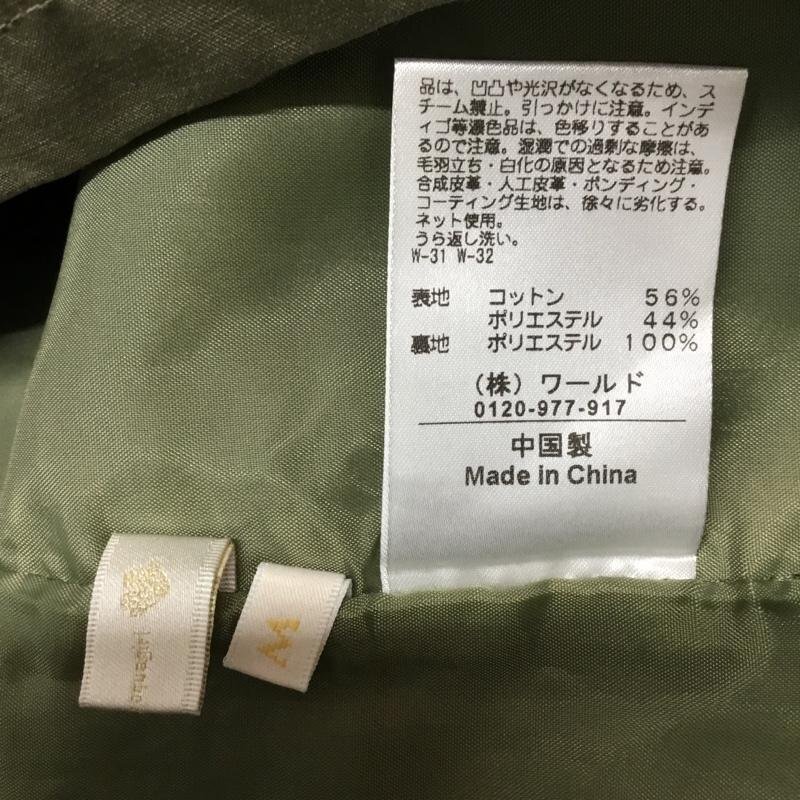 品は、凹凸や光沢がなくなるため、ス
チーム禁止。引っかけに注意。インデ
ィゴ等濃色品は、色移りすることがあ
るので注意。湿潤での過剰な摩擦は、
毛羽立ち・白化の原因となるため注意。
合成皮革・人工皮革・ボンディング・
コーティング生地は、徐々に劣化する。
ネット使用。
うら返し洗い。
W-31 W-32
表地 コットン 56%
ポリエステル 44%
裏地 ポリエステル 100%
(株) ワールド
0120-977-917
中国製
Made in China
M